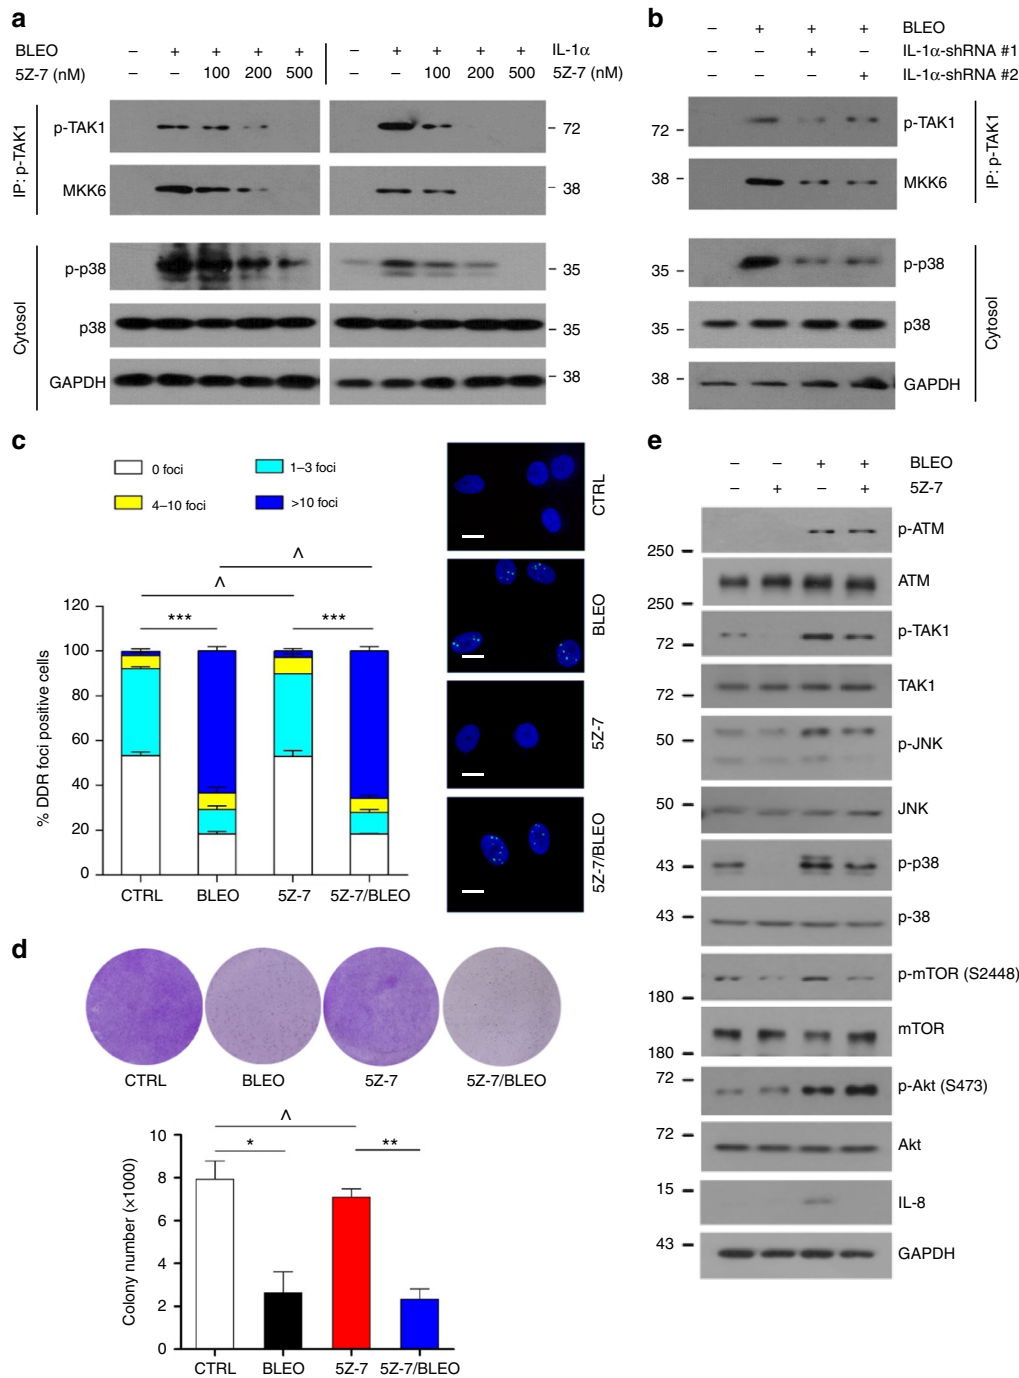 a
BLEO – + + + + – + + + + IL-1α
5Z-7 (nM) – – 100 200 500 – – 100 200 500 5Z-7 (nM)
IP: p-TAK1
p-TAK1
72
MKK6
38
Cytosol
p-p38
35
p38
35
GAPDH
38
b
– + + + BLEO
– – + IL-1α-shRNA #1
– – + IL-1α-shRNA #2
72
p-TAK1
38
MKK6
IP: p-TAK1
35
p-p38
35
p38
38
GAPDH
Cytosol
c
0 foci
1–3 foci
4–10 foci
>10 foci
^
^
***
***
% DDR foci positive cells
120
100
80
60
40
20
0
CTRL BLEO 5Z-7 5Z-7/BLEO
CTRL
BLEO
5Z-7
5Z-7/BLEO
d
CTRL BLEO 5Z-7 5Z-7/BLEO
^
*
**
Colony number (×1000)
10
8
6
4
2
0
CTRL BLEO 5Z-7 5Z-7/BLEO
e
– – + + BLEO
– + – + 5Z-7
p-ATM
250
ATM
250
p-TAK1
72
TAK1
72
p-JNK
50
JNK
50
p-p38
43
p-38
43
p-mTOR (S2448)
180
mTOR
180
p-Akt (S473)
72
Akt
72
IL-8
15
GAPDH
43